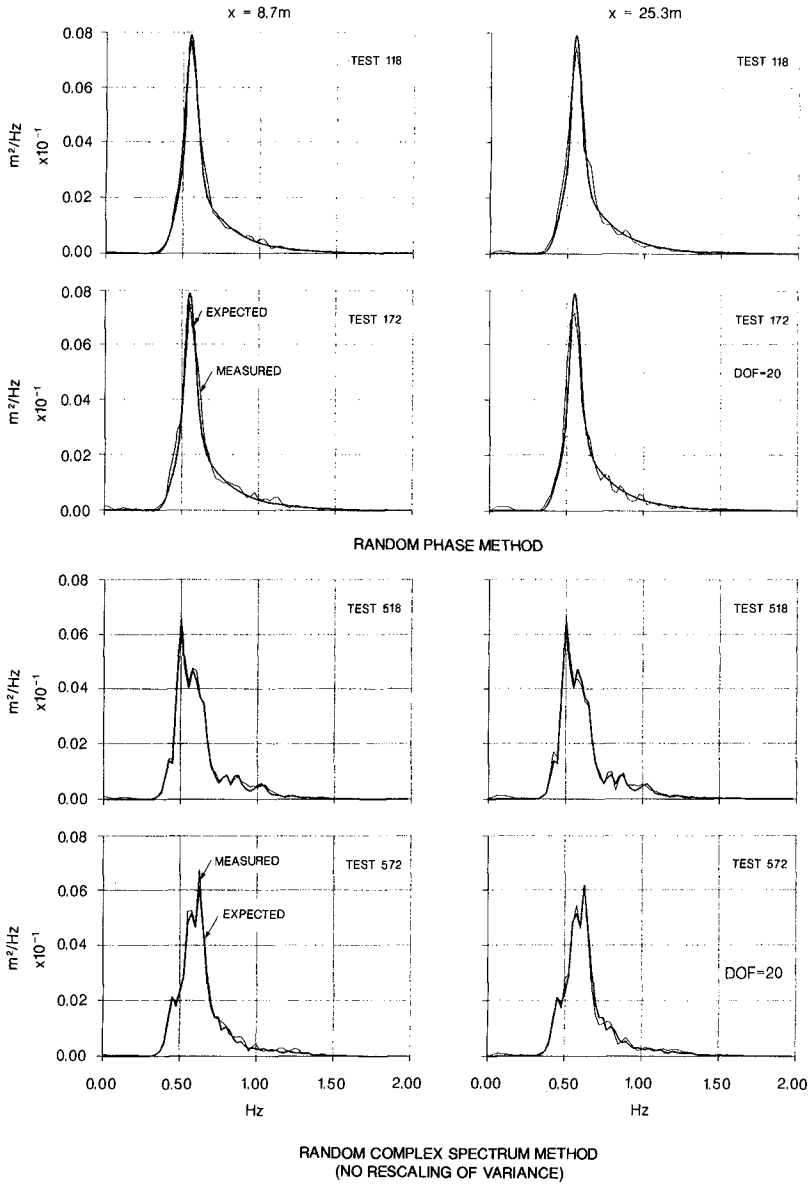 x = 8.7m
x = 25.3m
0.08
TEST 118
TEST 118
0.06
m²/Hz
x10⁻¹
0.04
0.02
0.00
0.08
EXPECTED
TEST 172
TEST 172
0.06
MEASURED
DOF=20
m²/Hz
x10⁻¹
0.04
0.02
0.00
RANDOM PHASE METHOD
0.08
TEST 518
TEST 518
0.06
m²/Hz
x10⁻¹
0.04
0.02
0.00
0.08
MEASURED
TEST 572
TEST 572
0.06
EXPECTED
m²/Hz
x10⁻¹
0.04
DOF=20
0.02
0.00
0.00 0.50 1.00 1.50 2.00
0.00 0.50 1.00 1.50 2.00
Hz
Hz
RANDOM COMPLEX SPECTRUM METHOD
(NO RESCALING OF VARIANCE)